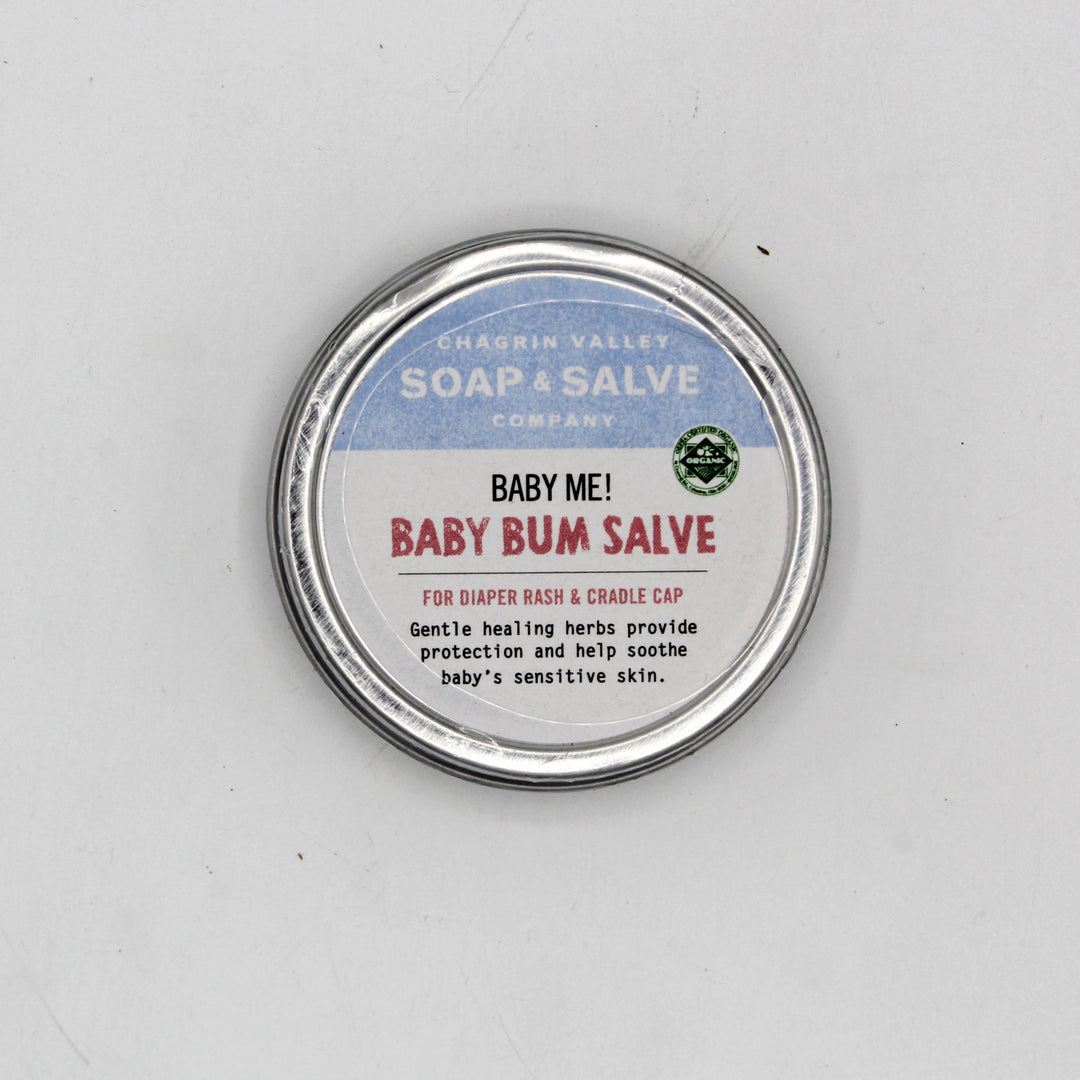 CHAGRIN VALLEY
SOAP & SALVE
COMPANY
ORGANIC
BABY ME!
BABY BUM SALVE
FOR DIAPER RASH & CRADLE CAP
Gentle healing herbs provide
protection and help soothe
baby's sensitive skin.